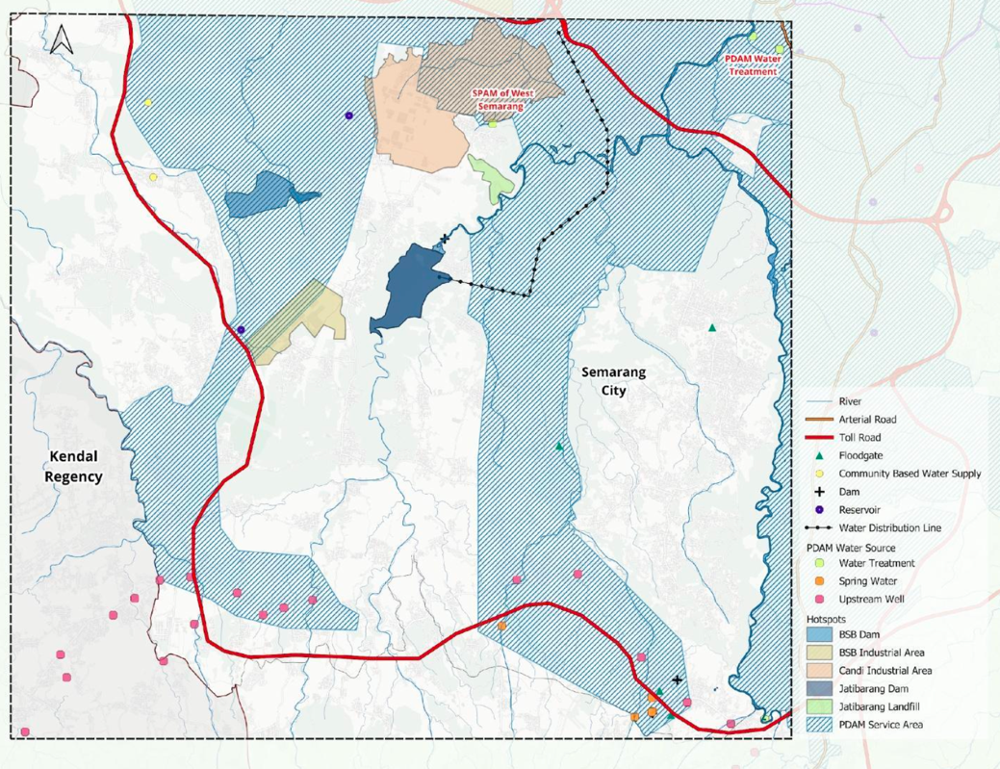 PDAM Water
Treatment
SPAM of West
Semarang
Semarang
City
Kendal
Regency
River
Arterial Road
Toll Road
Floodgate
Community Based Water Supply
Dam
Reservoir
Water Distribution Line
PDAM Water Source
Water Treatment
Spring Water
Upstream Well
Hotspots
BSB Dam
BSB Industrial Area
Candi Industrial Area
Jatibarang Dam
Jatibarang Landfill
PDAM Service Area